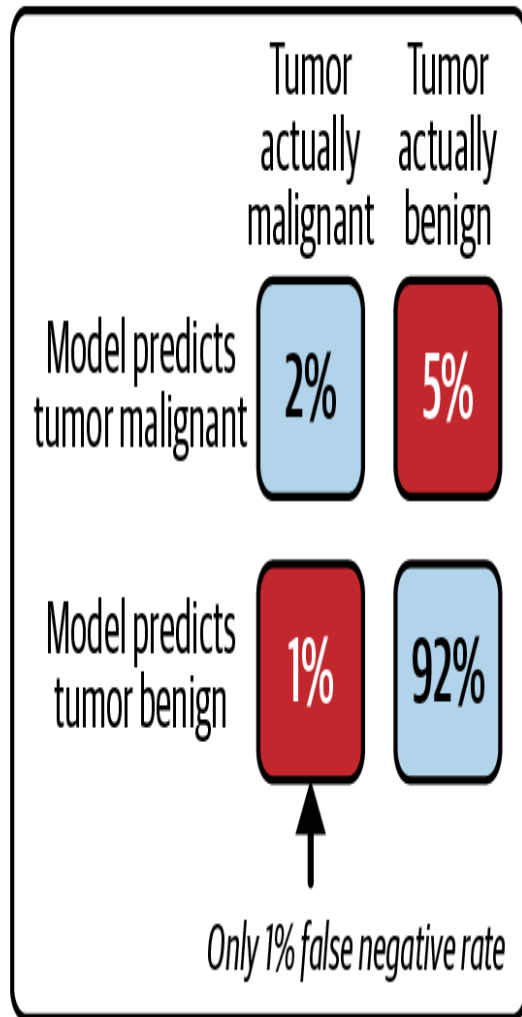 Tumor actually malignant
Tumor actually benign
Model predicts
tumor malignant
2%
5%
Model predicts
tumor benign
1%
92%
Only 1% false negative rate